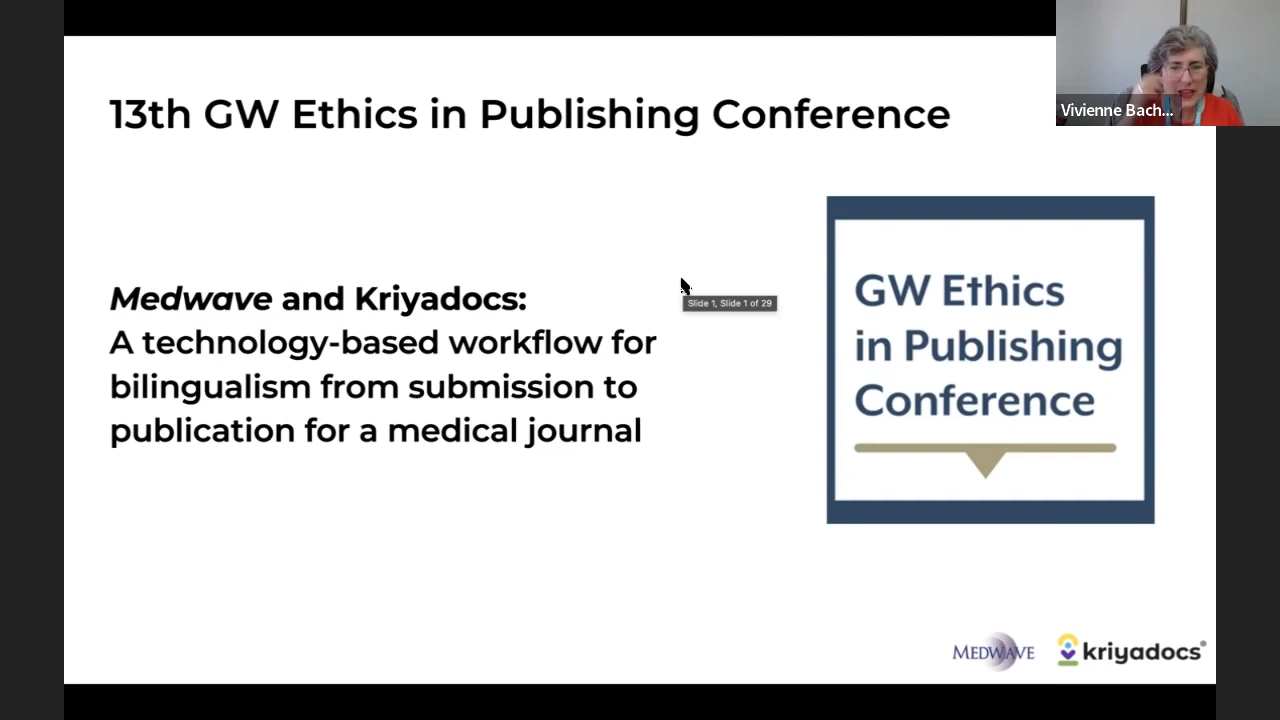 13th GW Ethics in Publishing Conference
Vivienne Bach...
Medwave and Kriyadocs:
A technology-based workflow for
bilingualism from submission to
publication for a medical journal
Slide 1, Slide 1 of 29
GW Ethics
in Publishing
Conference
MEDWAVE
kriyadocs®